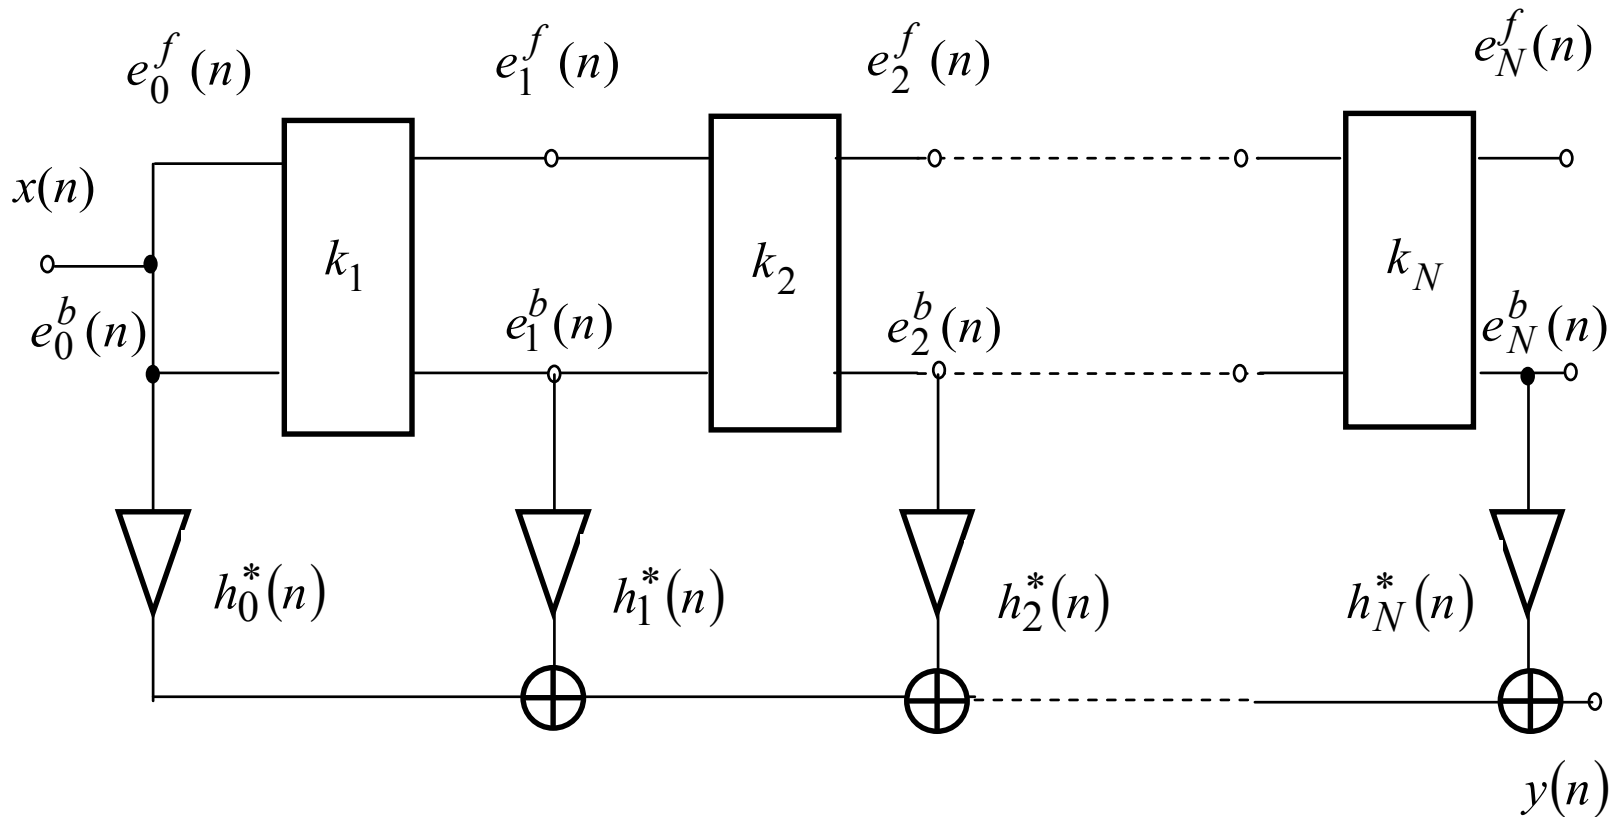 e_0^f(n) e_1^f(n) e_2^f(n) e_N^f(n)
x(n)
k_1 k_2 k_N
e_0^b(n) e_1^b(n) e_2^b(n) e_N^b(n)
h_0^*(n) h_1^*(n) h_2^*(n) h_N^*(n)
y(n)